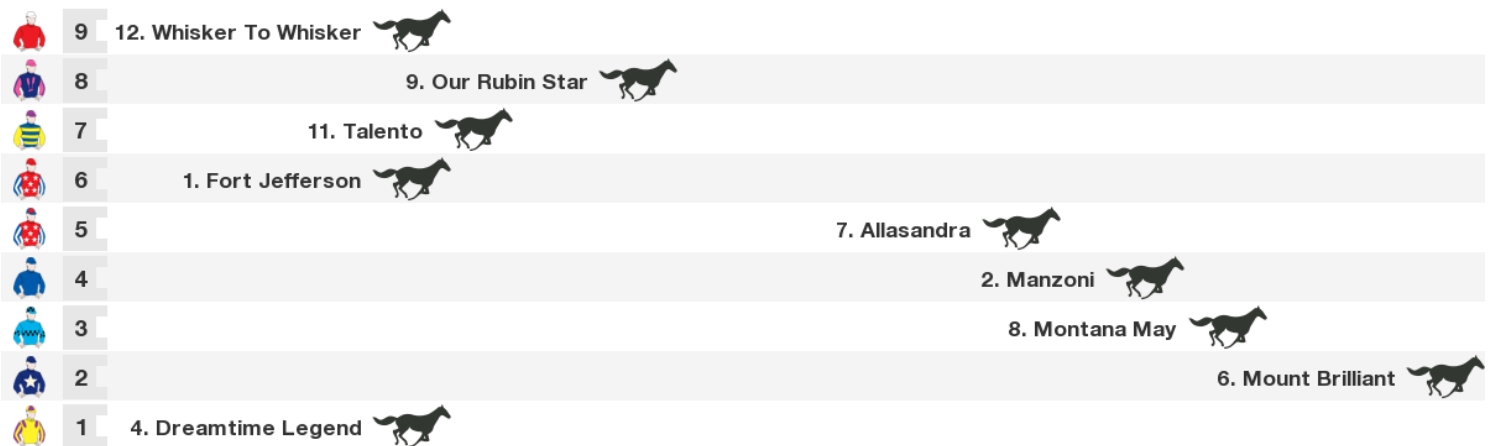 9 12. Whisker To Whisker
8 9. Our Rubin Star
7 11. Talento
6 1. Fort Jefferson
5 7. Allasandra
4 2. Manzoni
3 8. Montana May
2 6. Mount Brilliant
1 4. Dreamtime Legend